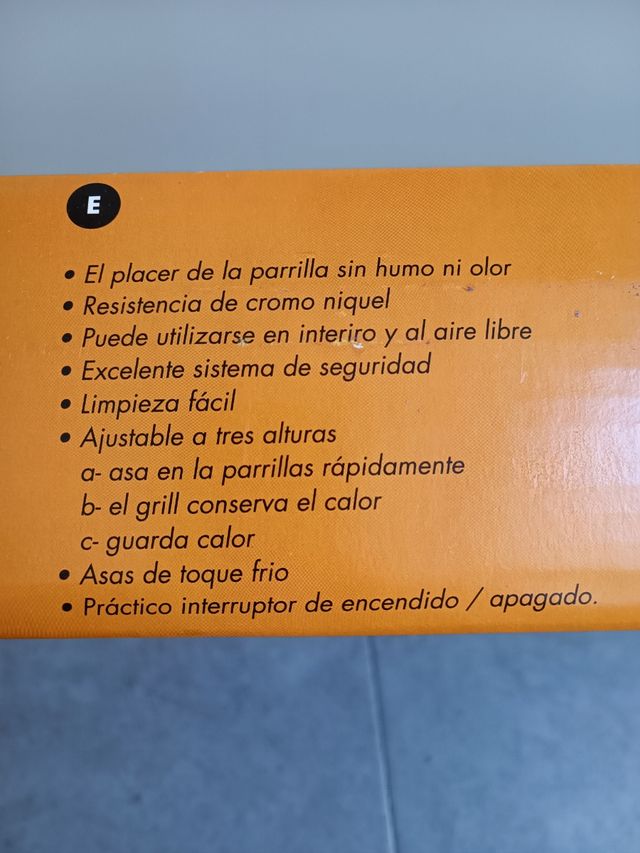 E
• El placer de la parrilla sin humo ni olor
• Resistencia de cromo niquel
• Puede utilizarse en interiro y al aire libre
• Excelente sistema de seguridad
• Limpieza fácil
• Ajustable a tres alturas
a- asa en la parrillas rápidamente
b- el grill conserva el calor
c- guarda calor
• Asas de toque frio
• Práctico interruptor de encendido / apagado.